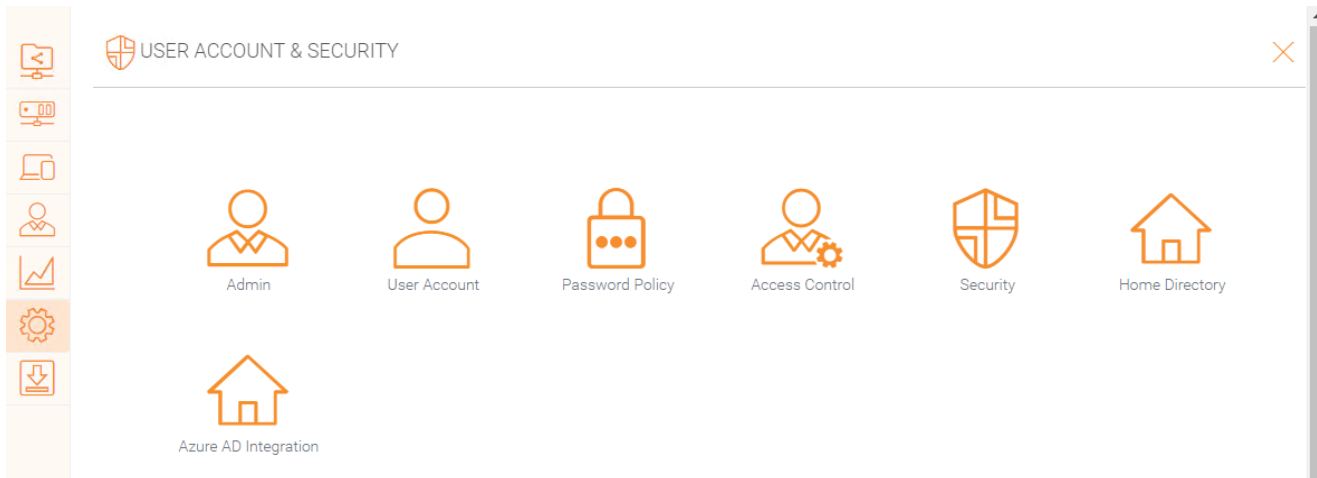 USER ACCOUNT & SECURITY
Admin
User Account
Password Policy
Access Control
Security
Home Directory
Azure AD Integration